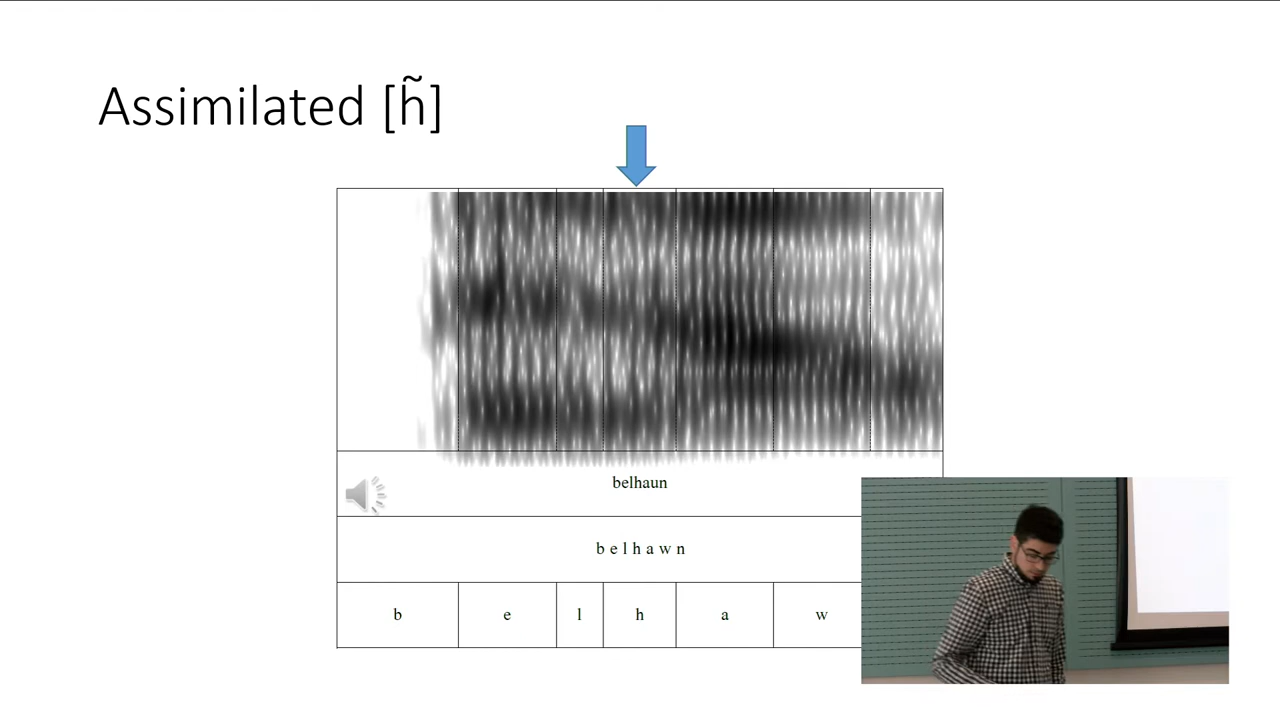 Assimilated [h̃]
belhaun
b e l h a w n
b e l h a w